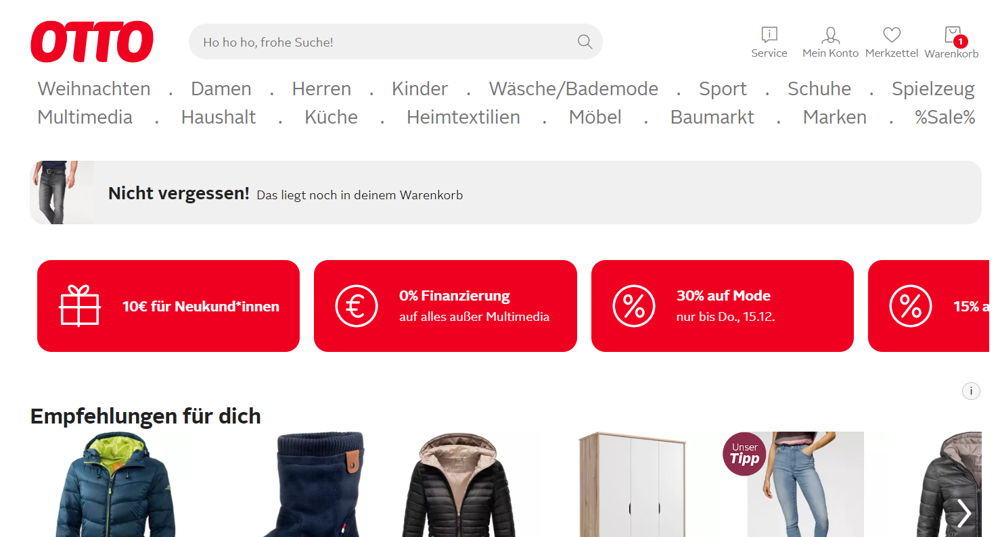 OTTO
Ho ho ho, frohe Suche!
Service
Mein Konto
Merkzettel
1
Warenkorb
Weihnachten . Damen . Herren . Kinder . Wäsche/Bademode . Sport . Schuhe . Spielzeug
Multimedia . Haushalt . Küche . Heimtextilien . Möbel . Baumarkt . Marken . %Sale%
Nicht vergessen! Das liegt noch in deinem Warenkorb
10€ für Neukund*innen
€
0% Finanzierung
auf alles außer Multimedia
%
30% auf Mode
nur bis Do., 15.12.
%
15% a
i
Empfehlungen für dich
Unser
Tipp